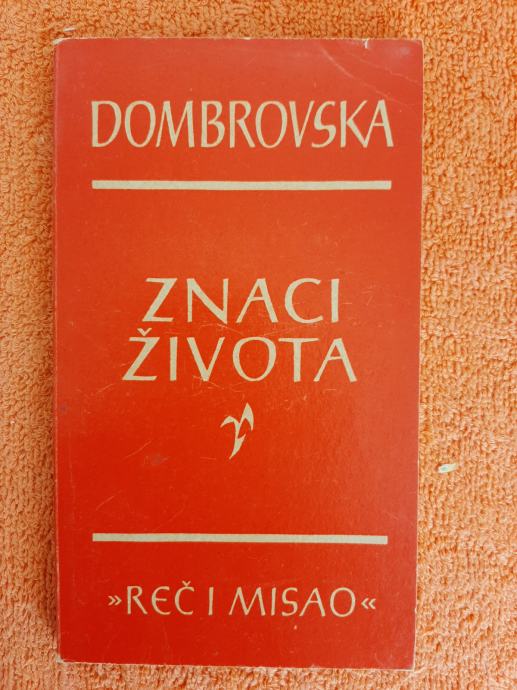 DOMBROVSKA
ZNACI
ŽIVOTA
»REČ I MISAO«